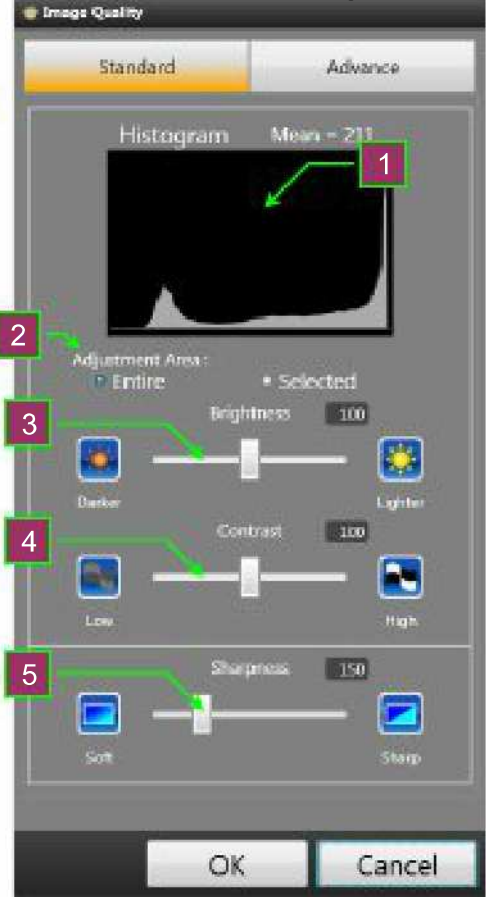 Image Quality
Standard Advance
Histogram Mean = 211
1
2
Adjustment Area :
Entire Selected
3
Brightness 100
Darker Lighter
4
Contrast 100
Low High
5
Sharpness 150
Soft Sharp
OK Cancel